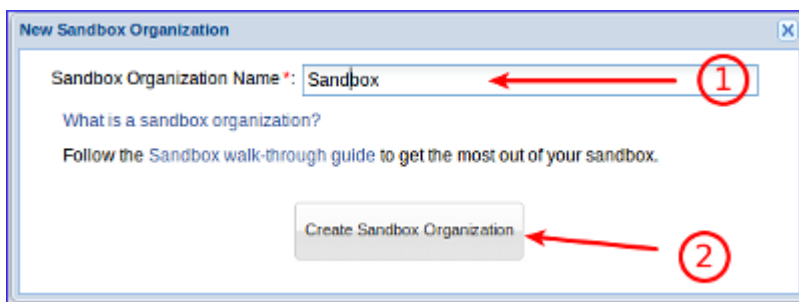 New Sandbox Organization
Sandbox Organization Name *: Sandbox
1
What is a sandbox organization?
Follow the Sandbox walk-through guide to get the most out of your sandbox.
Create Sandbox Organization
2